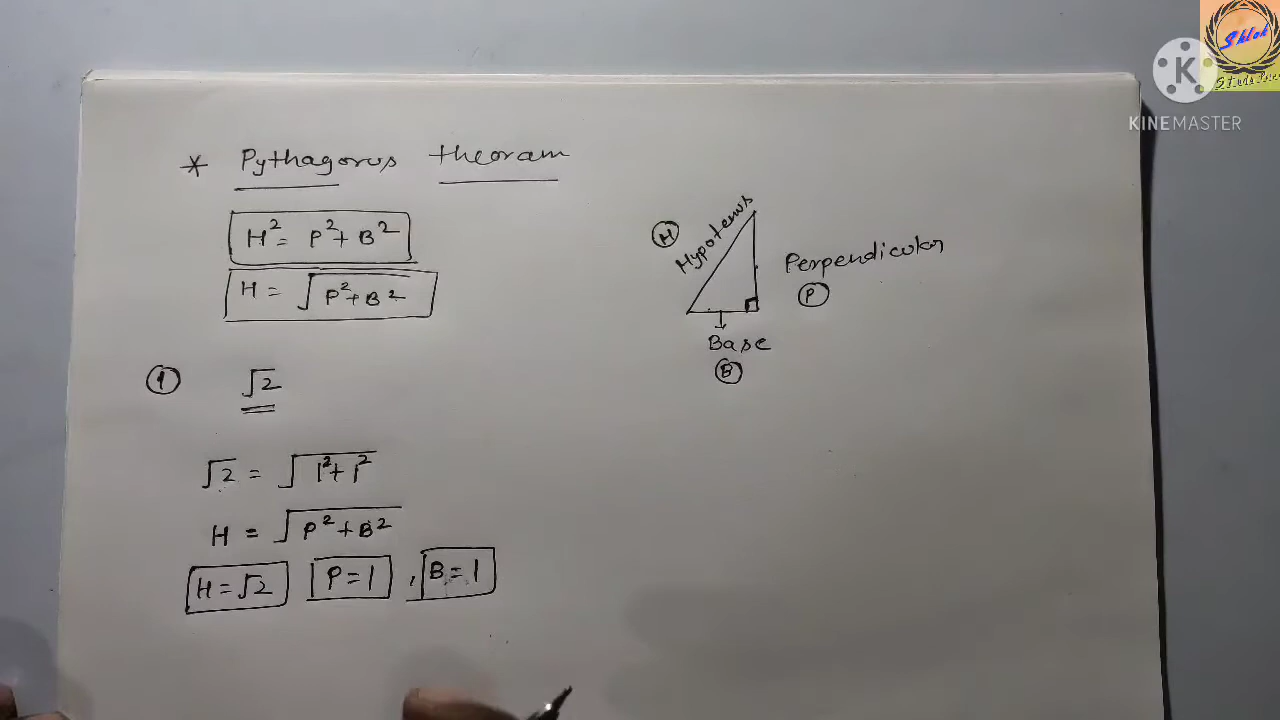 * Pythagorus theoram
H² = P² + B²
H = √P² + B²
H
Hypotenus
Perpendicular
P
Base
B
1 √2
√2 = √1² + 1²
H = √P² + B²
H = √2 P = 1 , B = 1
Shloh
K
KINEMASTER